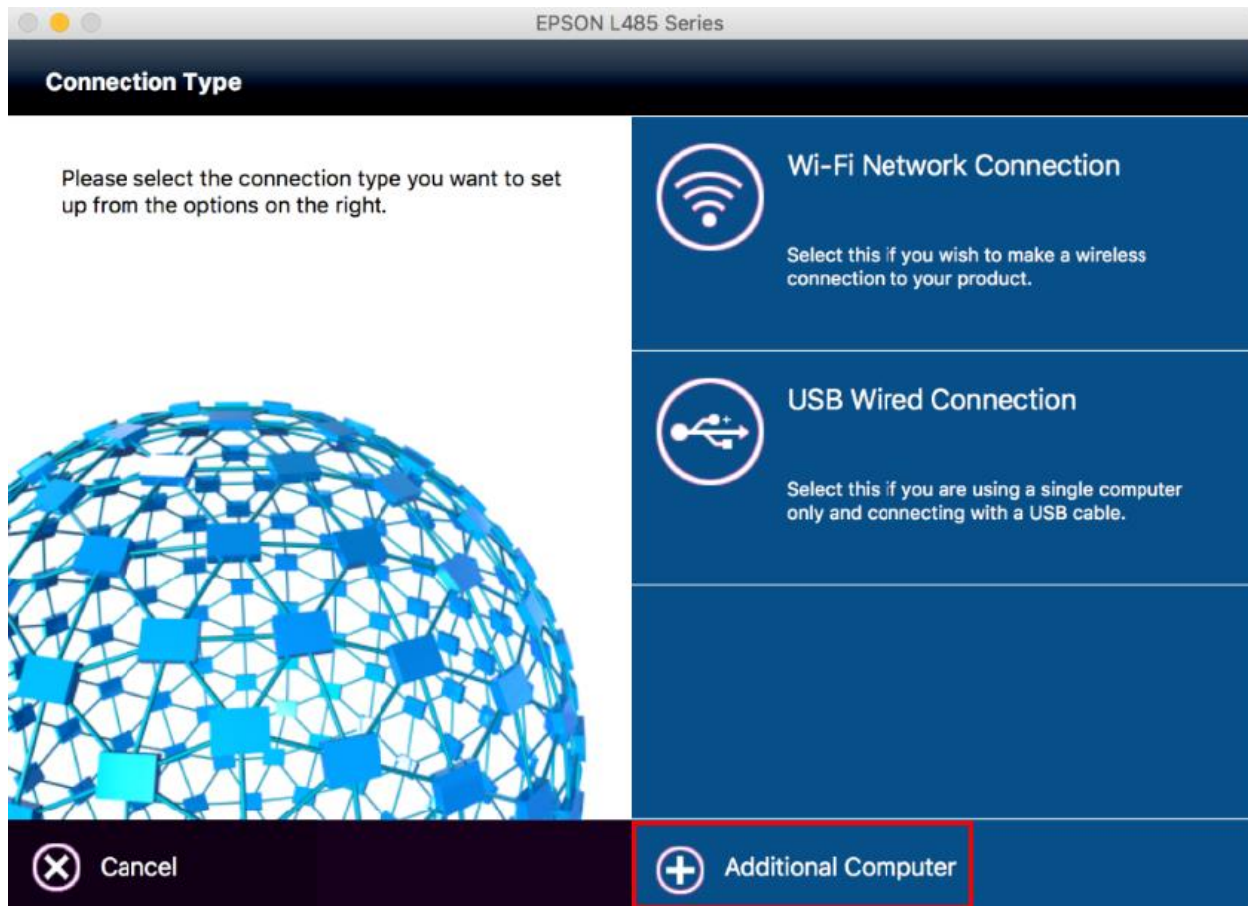 EPSON L485 Series
Connection Type
Please select the connection type you want to set
up from the options on the right.
Wi-Fi Network Connection
Select this if you wish to make a wireless
connection to your product.
USB Wired Connection
Select this if you are using a single computer
only and connecting with a USB cable.
Cancel
Additional Computer